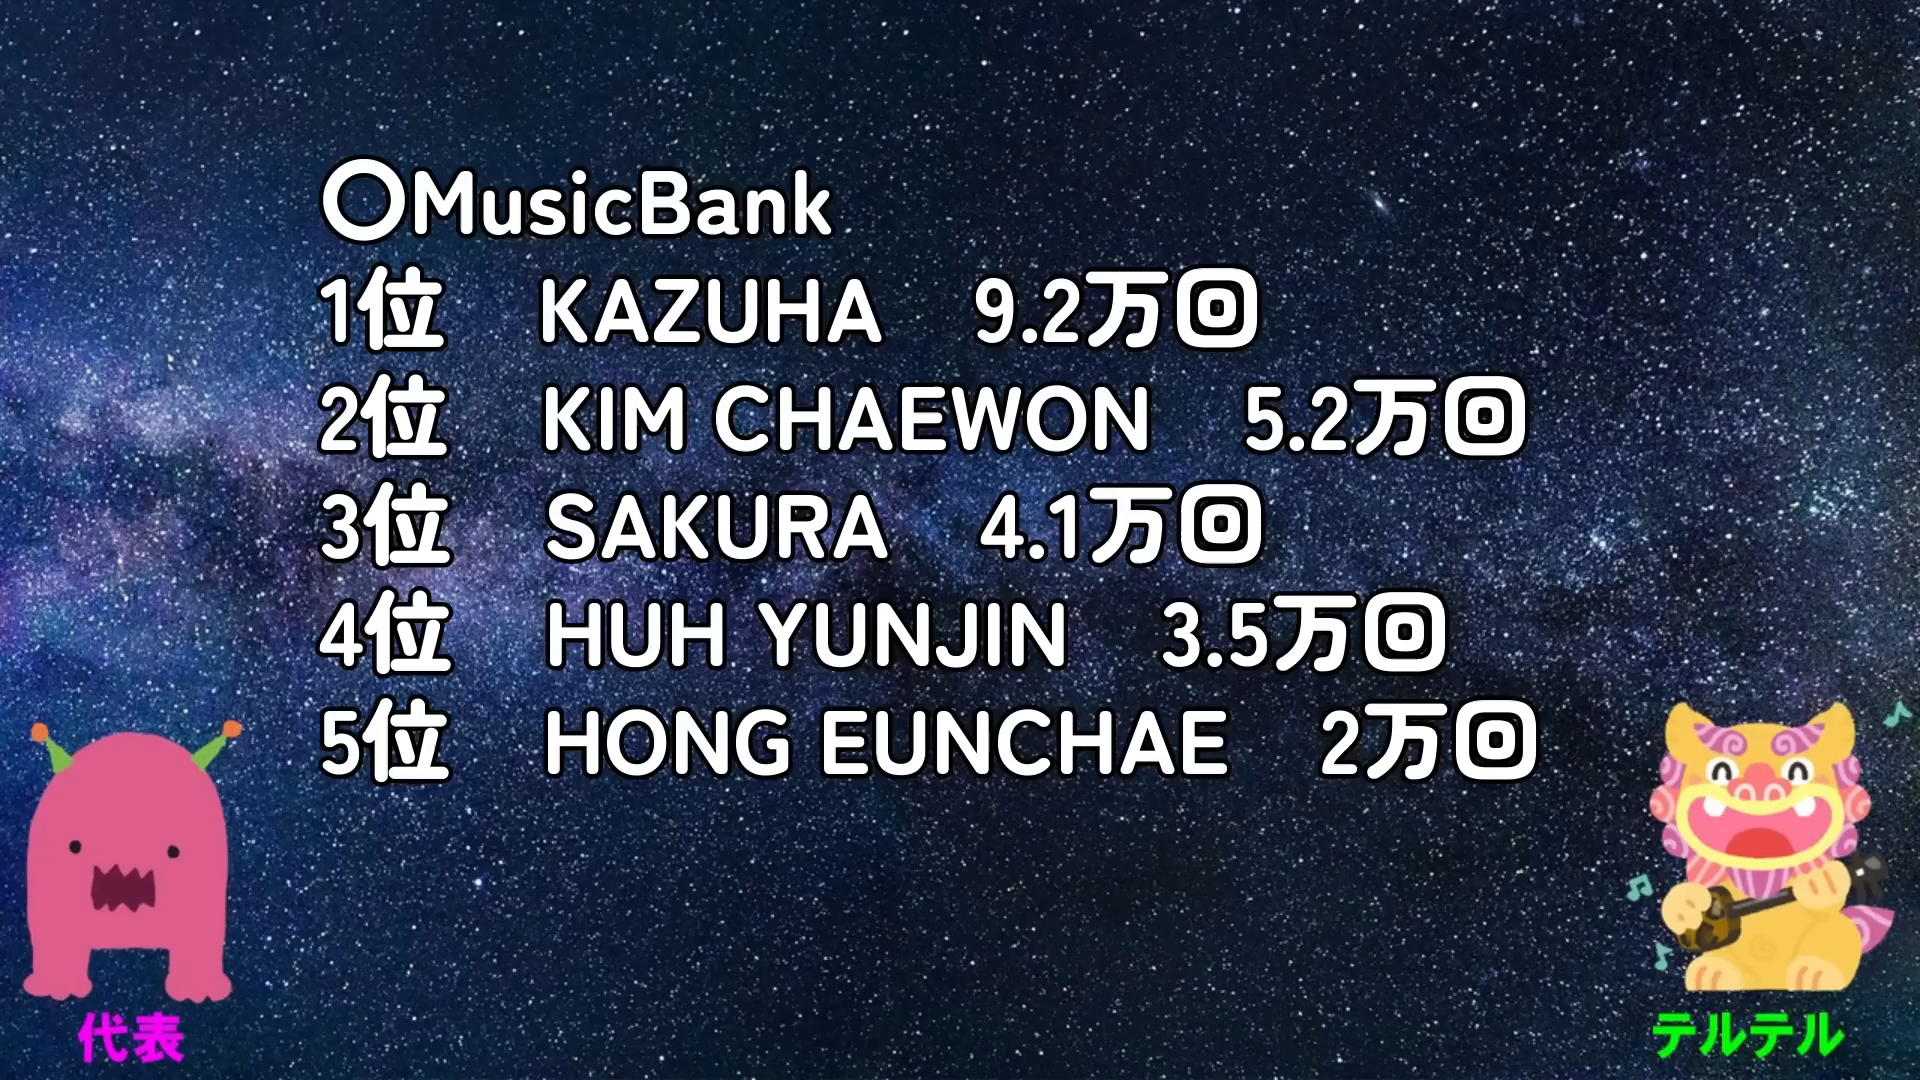 〇MusicBank
1位　KAZUHA　9.2万回
2位　KIM CHAEWON　5.2万回
3位　SAKURA　4.1万回
4位　HUH YUNJIN　3.5万回
5位　HONG EUNCHAE　2万回
代表
テルテル